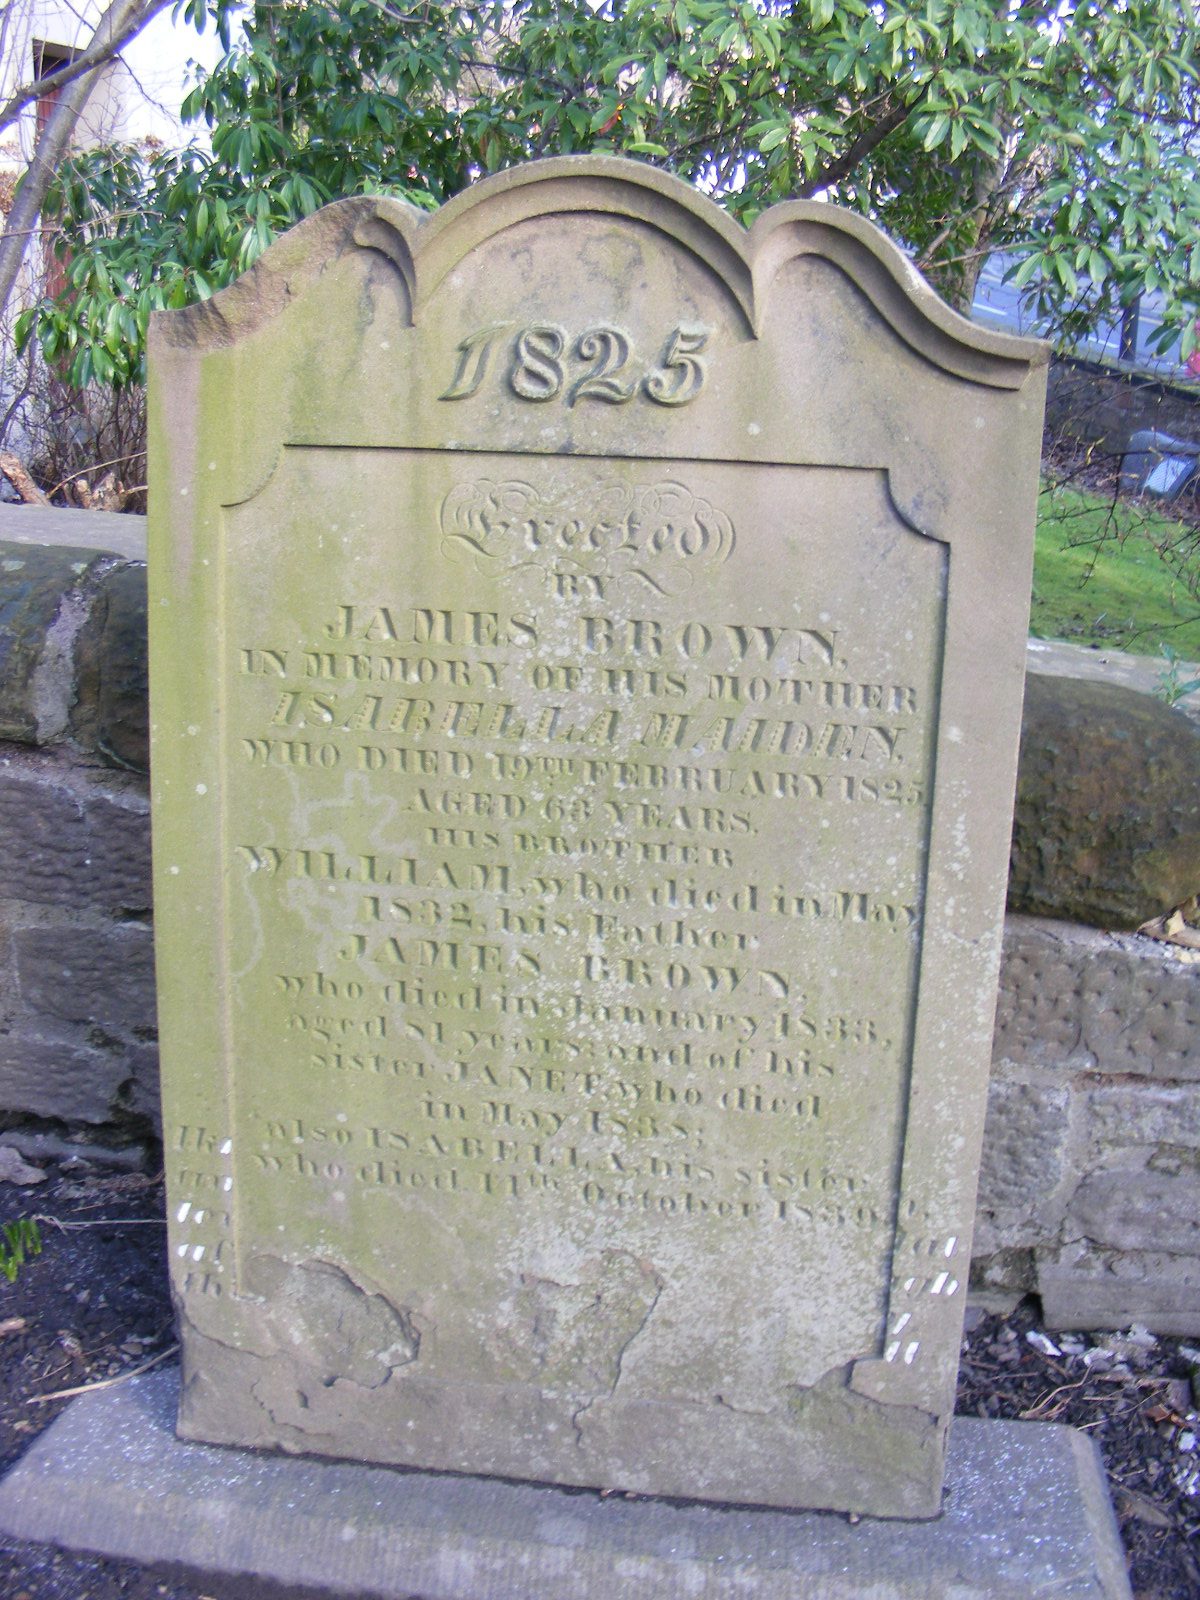 1825
Erected
BY
JAMES BROWN.
IN MEMORY OF HIS MOTHER
ISABELLA MAIDEN,
WHO DIED 19TH FEBRUARY 1825.
AGED 63 YEARS.
HIS BROTHER
WILLIAM, who died in May
1832, his Father
JAMES BROWN.
who died in January 1833,
aged 81 years: and of his
sister JANET, who died
in May 1838;
also ISABELLA, his sister
who died 11th October 1839.